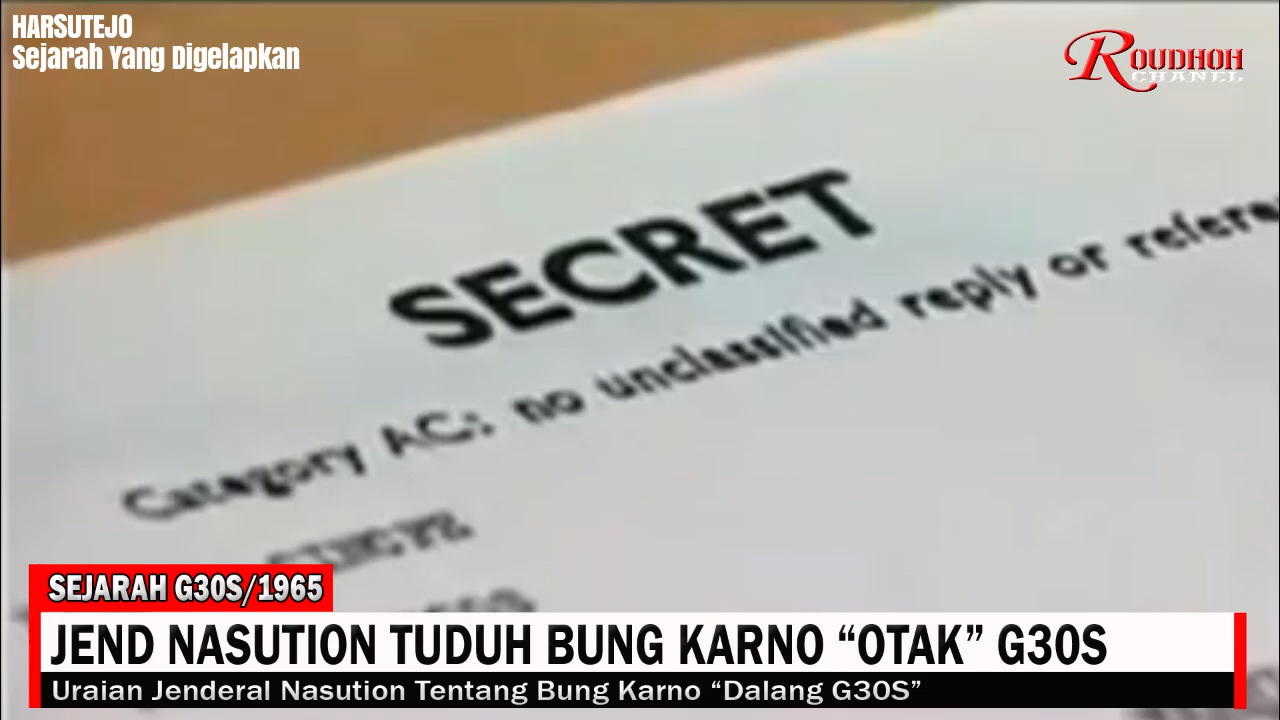 HARSUTEJO
Sejarah Yang Digelapkan
ROUDHOH
CHANEL
SECRET
Category AC: no unclassified reply or refere
SEJARAH G30S/1965
JEND NASUTION TUDUH BUNG KARNO “OTAK” G30S
Uraian Jenderal Nasution Tentang Bung Karno “Dalang G30S”